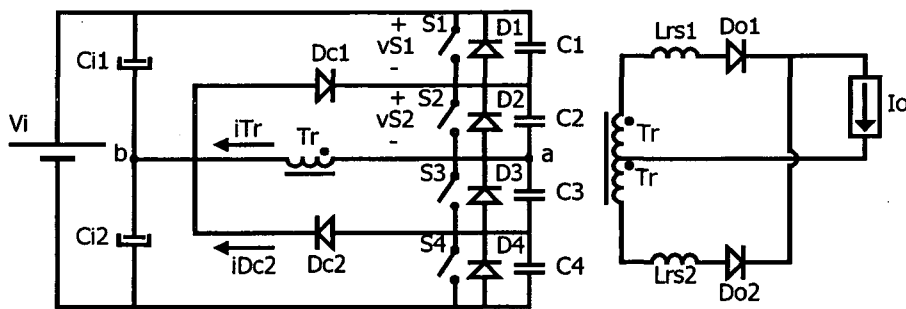 S1
D1
C1
Ci1
+
vS1
-
Dc1
Lrs1
Do1
Vi
+
vS2
-
S2
D2
C2
Io
iTr
Tr
Tr
b
a
Tr
S3
D3
C3
Ci2
iDc2
Dc2
S4
D4
C4
Lrs2
Do2